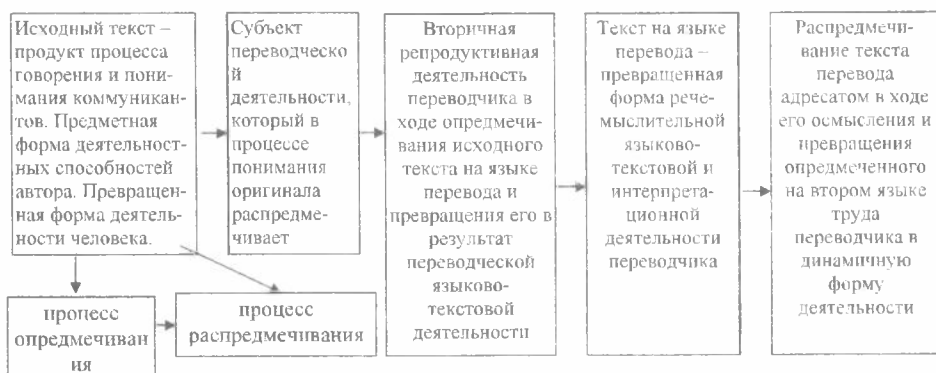 Исходный текст –
продукт процесса
говорения и пони-
мания коммуникан-
тов. Предметная
форма деятельност-
ных способностей
автора. Превращен-
ная форма деятель-
ности человека.
Субъект
переводческо
й
деятельности,
который в
процессе
понимания
оригинала
распредме-
чивает
Вторичная
репродуктивная
деятельность
переводчика в
ходе опредмечи-
вания исходного
текста на языке
перевода и
превращения его в
результат
переводческой
языково-
текстовой
деятельности
Текст на языке
перевода –
превращенная
форма рече-
мыслительной
языково-
текстовой и
интерпрета-
ционной
деятельности
переводчика
Распредмечи-
вание текста
перевода
адресатом в ходе
его осмысления и
превращения
опредмеченного
на втором языке
труда
переводчика в
динамичную
форму
деятельности
процесс
опредмечиван
ия
процесс
распредмечивания